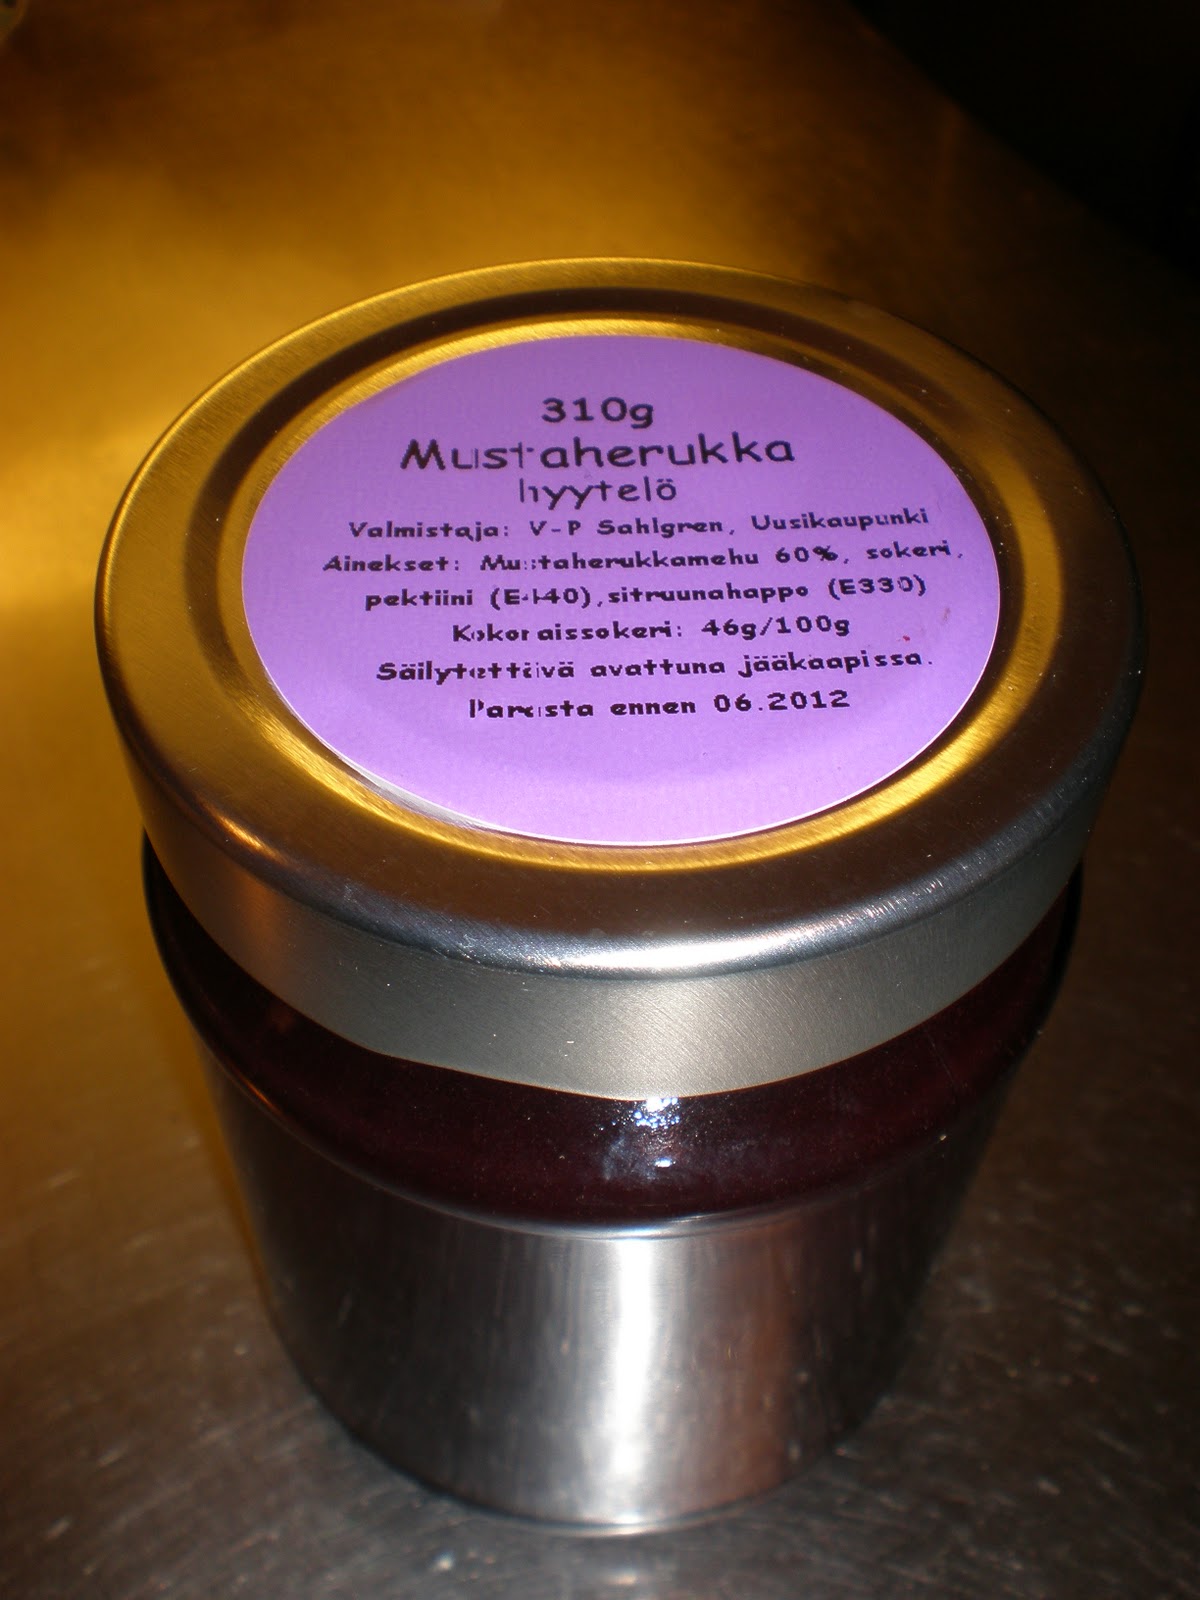 310g
Mustaherukka
hyytelö
Valmistaja: V-P Sahlgren, Uusikaupunki
Ainekset: Mustaherukkamehu 60%, sokeri,
pektiini (E440),sitruunahappo (E330)
Kokonaissokeri: 46g/100g
Säilytettävä avattuna jääkaapissa.
Parasta ennen 06.2012